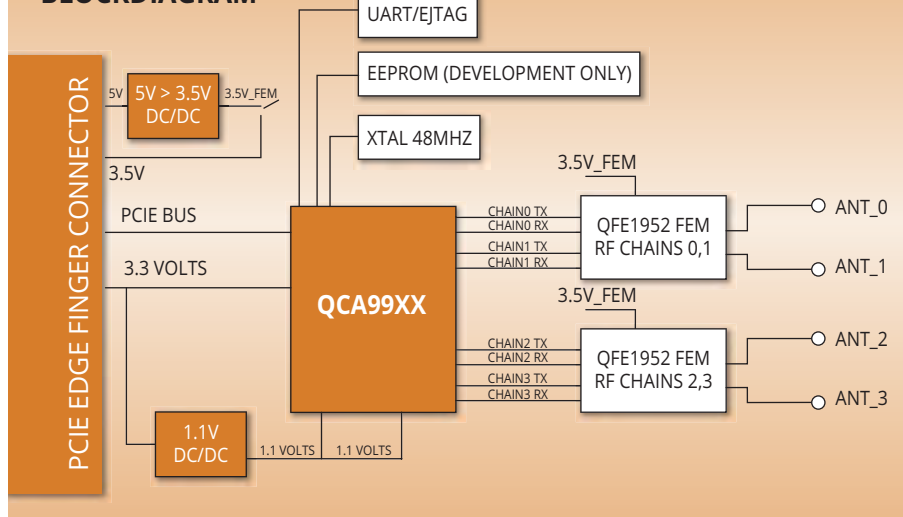 BLOCKDIAGRAM
UART/EJTAG
EEPROM (DEVELOPMENT ONLY)
XTAL 48MHZ
PCIE EDGE FINGER CONNECTOR
5V
5V > 3.5V
DC/DC
3.5V_FEM
3.5V
PCIE BUS
3.3 VOLTS
QCA99XX
1.1V
DC/DC
1.1 VOLTS
1.1 VOLTS
CHAIN0 TX
CHAIN0 RX
CHAIN1 TX
CHAIN1 RX
3.5V_FEM
QFE1952 FEM
RF CHAINS 0,1
ANT_0
ANT_1
CHAIN2 TX
CHAIN2 RX
CHAIN3 TX
CHAIN3 RX
3.5V_FEM
QFE1952 FEM
RF CHAINS 2,3
ANT_2
ANT_3